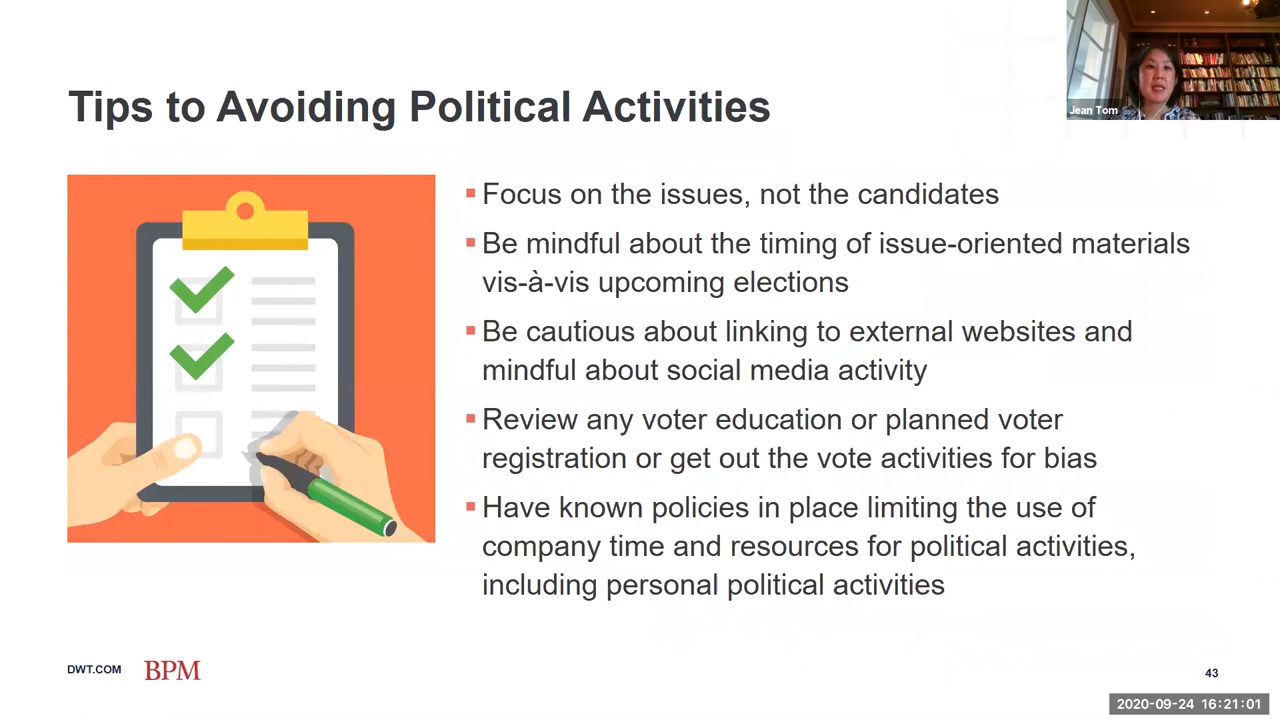 Jean Tom
Tips to Avoiding Political Activities
▪ Focus on the issues, not the candidates
▪ Be mindful about the timing of issue-oriented materials
vis-à-vis upcoming elections
▪ Be cautious about linking to external websites and
mindful about social media activity
▪ Review any voter education or planned voter
registration or get out the vote activities for bias
▪ Have known policies in place limiting the use of
company time and resources for political activities,
including personal political activities
DWT.COM BPM
43
2020-09-24 16:21:01